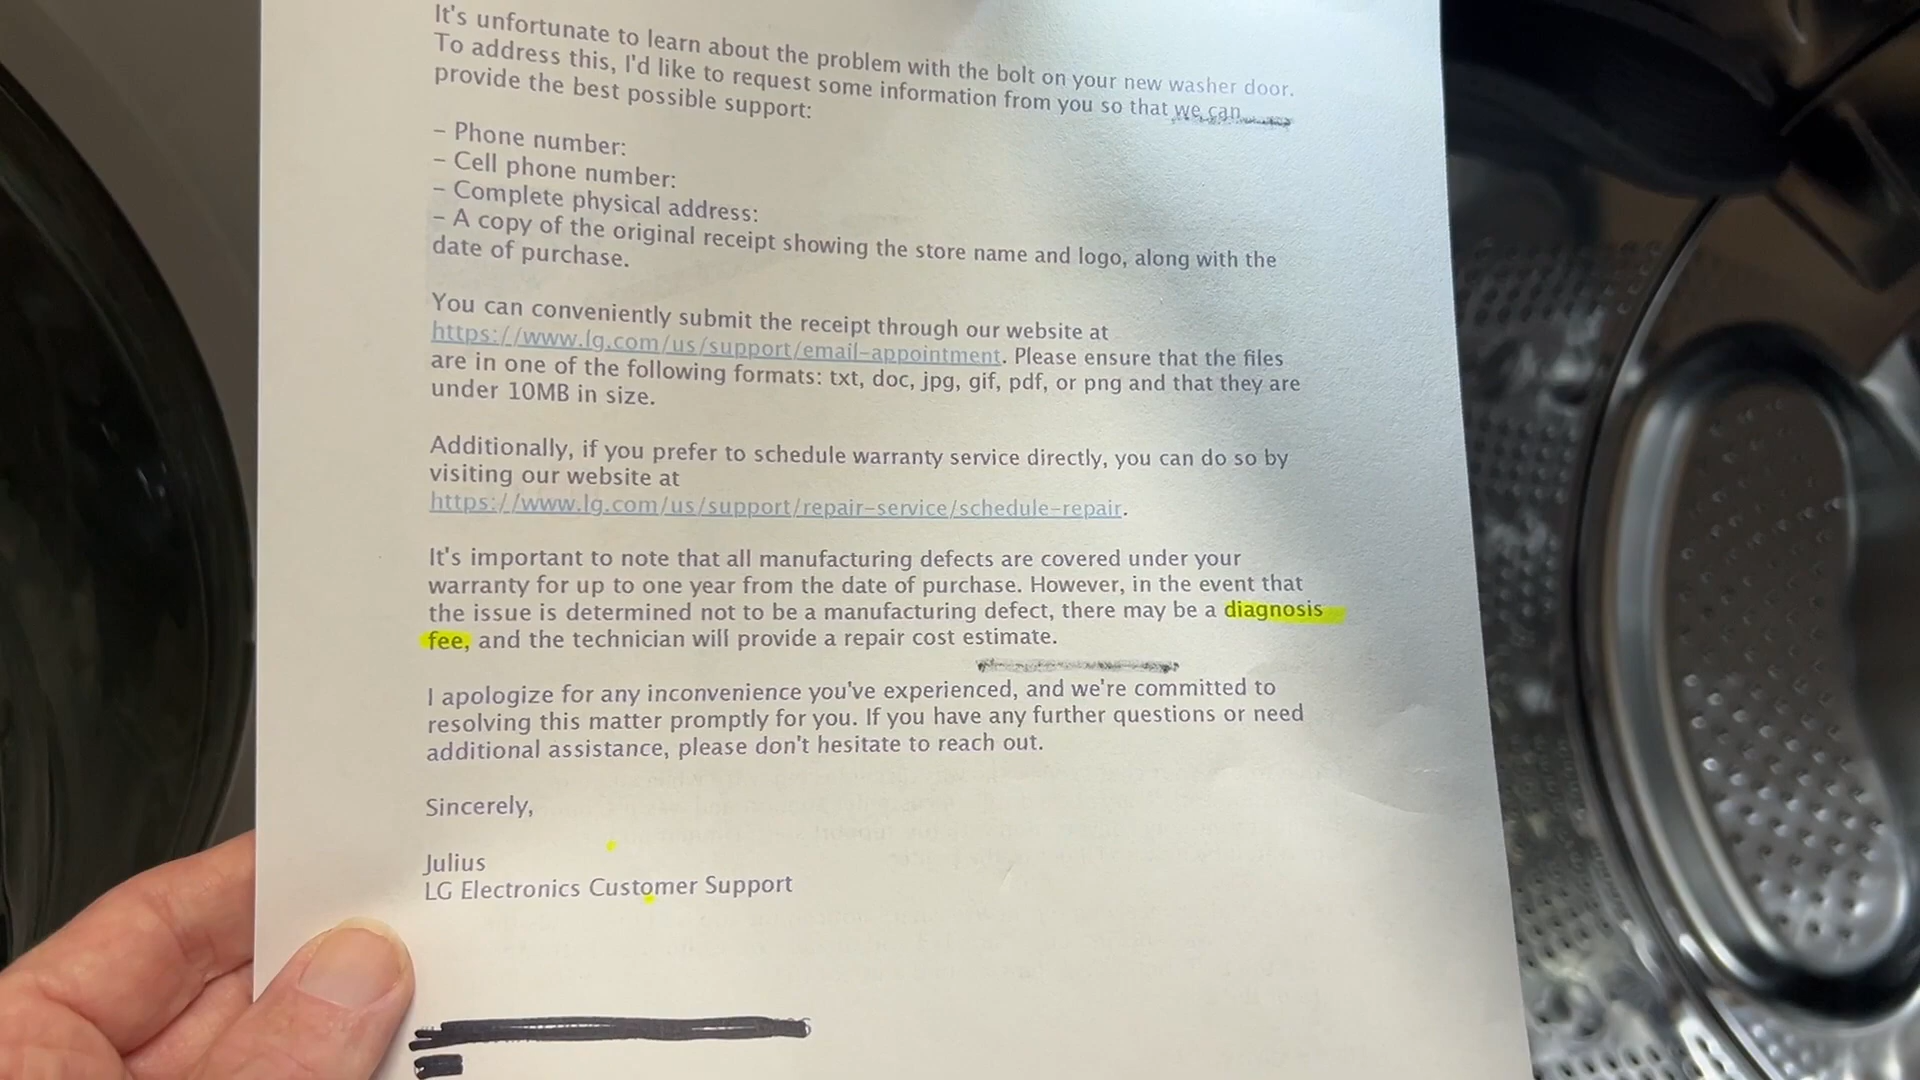 It's unfortunate to learn about the problem with the bolt on your new washer door.
To address this, I'd like to request some information from you so that we can
provide the best possible support:
– Phone number:
– Cell phone number:
– Complete physical address:
– A copy of the original receipt showing the store name and logo, along with the
date of purchase.
You can conveniently submit the receipt through our website at
https://www.lg.com/us/support/email-appointment. Please ensure that the files
are in one of the following formats: txt, doc, jpg, gif, pdf, or png and that they are
under 10MB in size.
Additionally, if you prefer to schedule warranty service directly, you can do so by
visiting our website at
https://www.lg.com/us/support/repair-service/schedule-repair.
It's important to note that all manufacturing defects are covered under your
warranty for up to one year from the date of purchase. However, in the event that
the issue is determined not to be a manufacturing defect, there may be a diagnosis
fee, and the technician will provide a repair cost estimate.
I apologize for any inconvenience you've experienced, and we're committed to
resolving this matter promptly for you. If you have any further questions or need
additional assistance, please don't hesitate to reach out.
Sincerely,
Julius
LG Electronics Customer Support